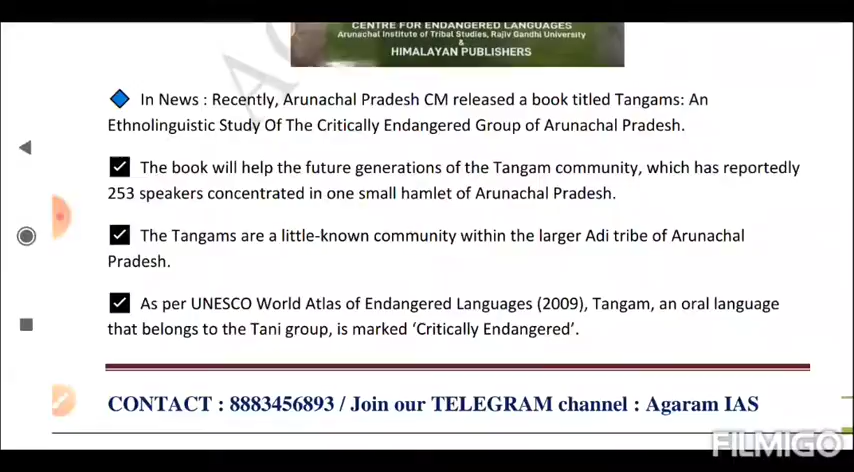 CENTRE FOR ENDANGERED LANGUAGES
Arunachal Institute of Tribal Studies, Rajiv Gandhi University
&
HIMALAYAN PUBLISHERS
In News : Recently, Arunachal Pradesh CM released a book titled Tangams: An
Ethnolinguistic Study Of The Critically Endangered Group of Arunachal Pradesh.
The book will help the future generations of the Tangam community, which has reportedly
253 speakers concentrated in one small hamlet of Arunachal Pradesh.
The Tangams are a little-known community within the larger Adi tribe of Arunachal
Pradesh.
As per UNESCO World Atlas of Endangered Languages (2009), Tangam, an oral language
that belongs to the Tani group, is marked ‘Critically Endangered’.
CONTACT : 8883456893 / Join our TELEGRAM channel : Agaram IAS
FILMIGO